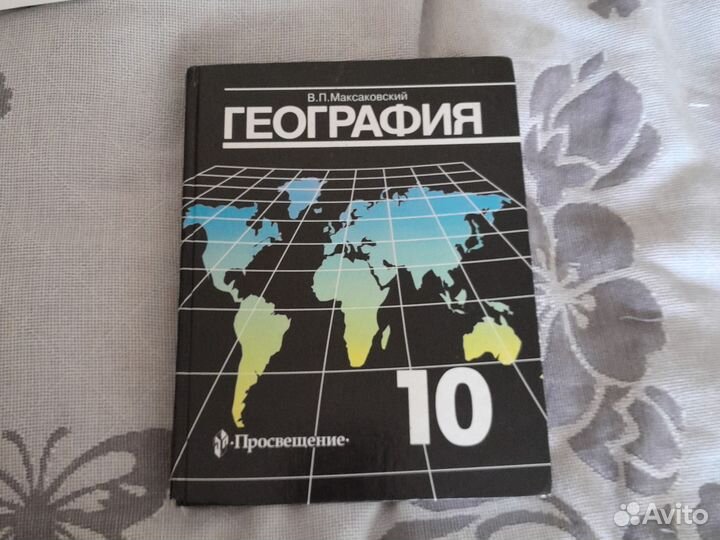 В.П.Максаковский
ГЕОГРАФИЯ
10
·Просвещение·
Avito